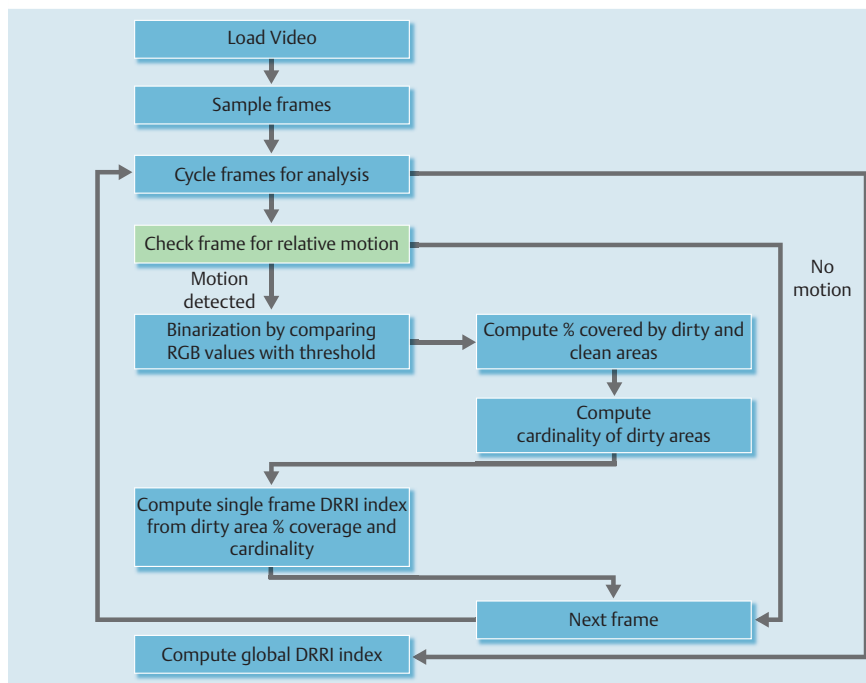 Load Video
Sample frames
Cycle frames for analysis
Check frame for relative motion
No
motion
Motion
detected
Binarization by comparing
RGB values with threshold
Compute % covered by dirty and
clean areas
Compute
cardinality of dirty areas
Compute single frame DRRI index
from dirty area % coverage and
cardinality
Next frame
Compute global DRRI index